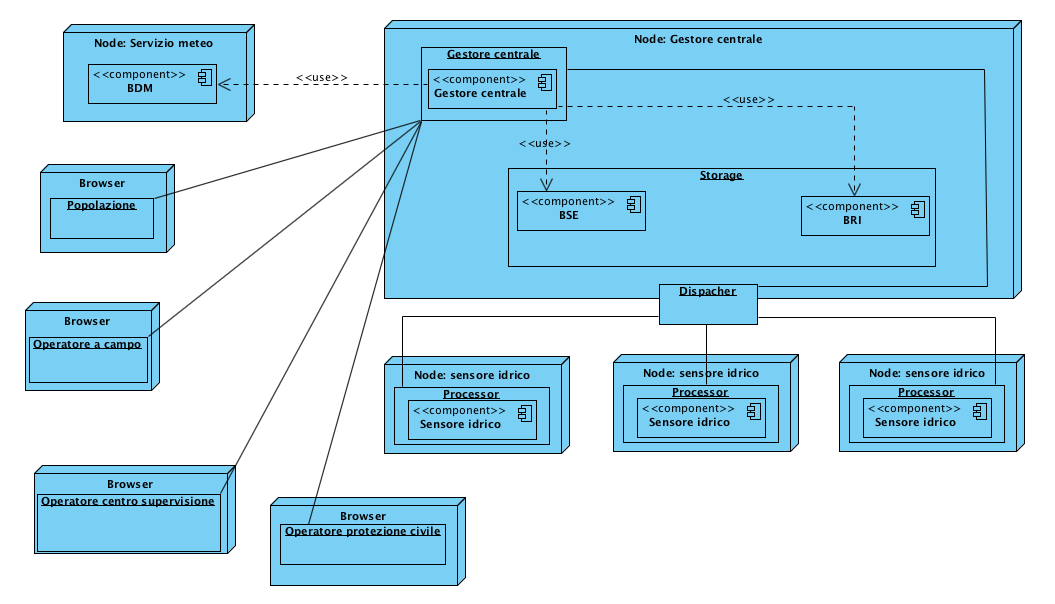 Node: Servizio meteo
<<component>>
BDM
<<use>>
Node: Gestore centrale
Gestore centrale
<<component>>
Gestore centrale
<<use>>
<<use>>
Storage
<<component>>
BSE
<<component>>
BRI
Browser
Popolazione
Dispacher
Browser
Operatore a campo
Node: sensore idrico
Processor
<<component>>
Sensore idrico
Node: sensore idrico
Processor
<<component>>
Sensore idrico
Node: sensore idrico
Processor
<<component>>
Sensore idrico
Browser
Operatore centro supervisione
Browser
Operatore protezione civile